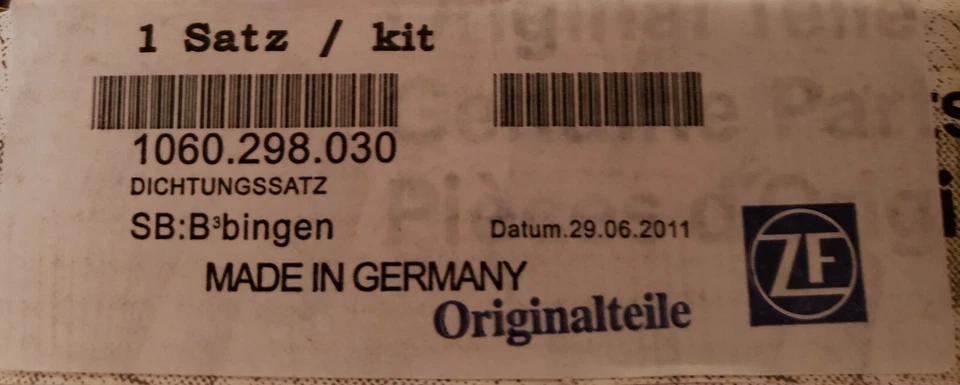 1 Satz / kit
1060.298.030
DICHTUNGSSATZ
SB:B³bingen
Datum.29.06.2011
MADE IN GERMANY
Originalteile
ZF